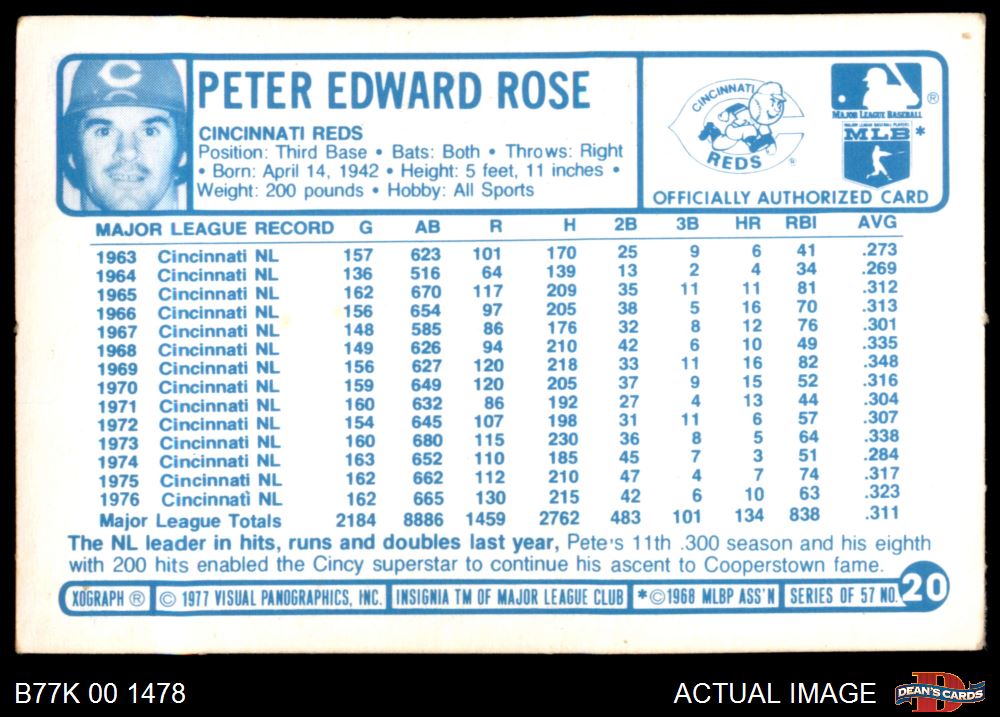 C
PETER EDWARD ROSE
CINCINNATI REDS
Position: Third Base • Bats: Both • Throws: Right
• Born: April 14, 1942 • Height: 5 feet, 11 inches •
Weight: 200 pounds • Hobby: All Sports
CINCINNATI
REDS ®
®
MAJOR LEAGUE BASEBALL
MAJOR LEAGUE BASEBALL PLAYERS
MLB *
OFFICIALLY AUTHORIZED CARD
MAJOR LEAGUE RECORD G AB R H 2B 3B HR RBI AVG
1963 Cincinnati NL 157 623 101 170 25 9 6 41 .273
1964 Cincinnati NL 136 516 64 139 13 2 4 34 .269
1965 Cincinnati NL 162 670 117 209 35 11 11 81 .312
1966 Cincinnati NL 156 654 97 205 38 5 16 70 .313
1967 Cincinnati NL 148 585 86 176 32 8 12 76 .301
1968 Cincinnati NL 149 626 94 210 42 6 10 49 .335
1969 Cincinnati NL 156 627 120 218 33 11 16 82 .348
1970 Cincinnati NL 159 649 120 205 37 9 15 52 .316
1971 Cincinnati NL 160 632 86 192 27 4 13 44 .304
1972 Cincinnati NL 154 645 107 198 31 11 6 57 .307
1973 Cincinnati NL 160 680 115 230 36 8 5 64 .338
1974 Cincinnati NL 163 652 110 185 45 7 3 51 .284
1975 Cincinnati NL 162 662 112 210 47 4 7 74 .317
1976 Cincinnati NL 162 665 130 215 42 6 10 63 .323
Major League Totals 2184 8886 1459 2762 483 101 134 838 .311
The NL leader in hits, runs and doubles last year, Pete's 11th .300 season and his eighth
with 200 hits enabled the Cincy superstar to continue his ascent to Cooperstown fame.
XOGRAPH ® © 1977 VISUAL PANOGRAPHICS, INC. INSIGNIA TM OF MAJOR LEAGUE CLUB *©1968 MLBP ASS'N SERIES OF 57 NO. 20
B77K 00 1478 ACTUAL IMAGE DEAN'S CARDS